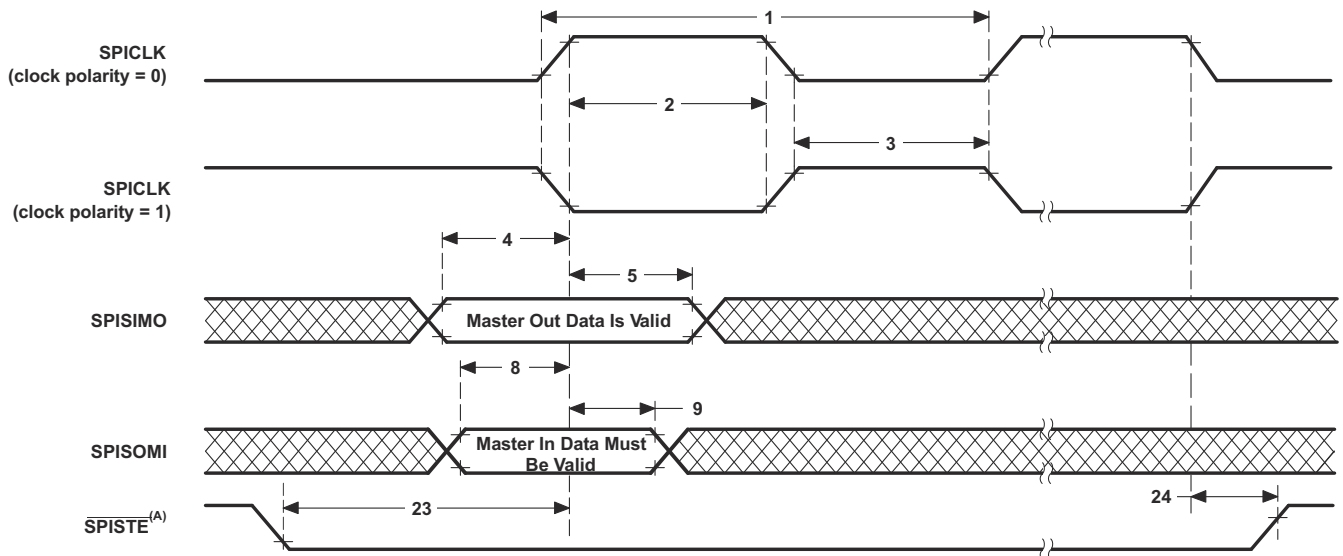 1
SPICLK
(clock polarity = 0)
2
3
SPICLK
(clock polarity = 1)
4
5
SPISIMO
Master Out Data Is Valid
8
9
SPISOMI
Master In Data Must
Be Valid
23
24
SPISTE(A)